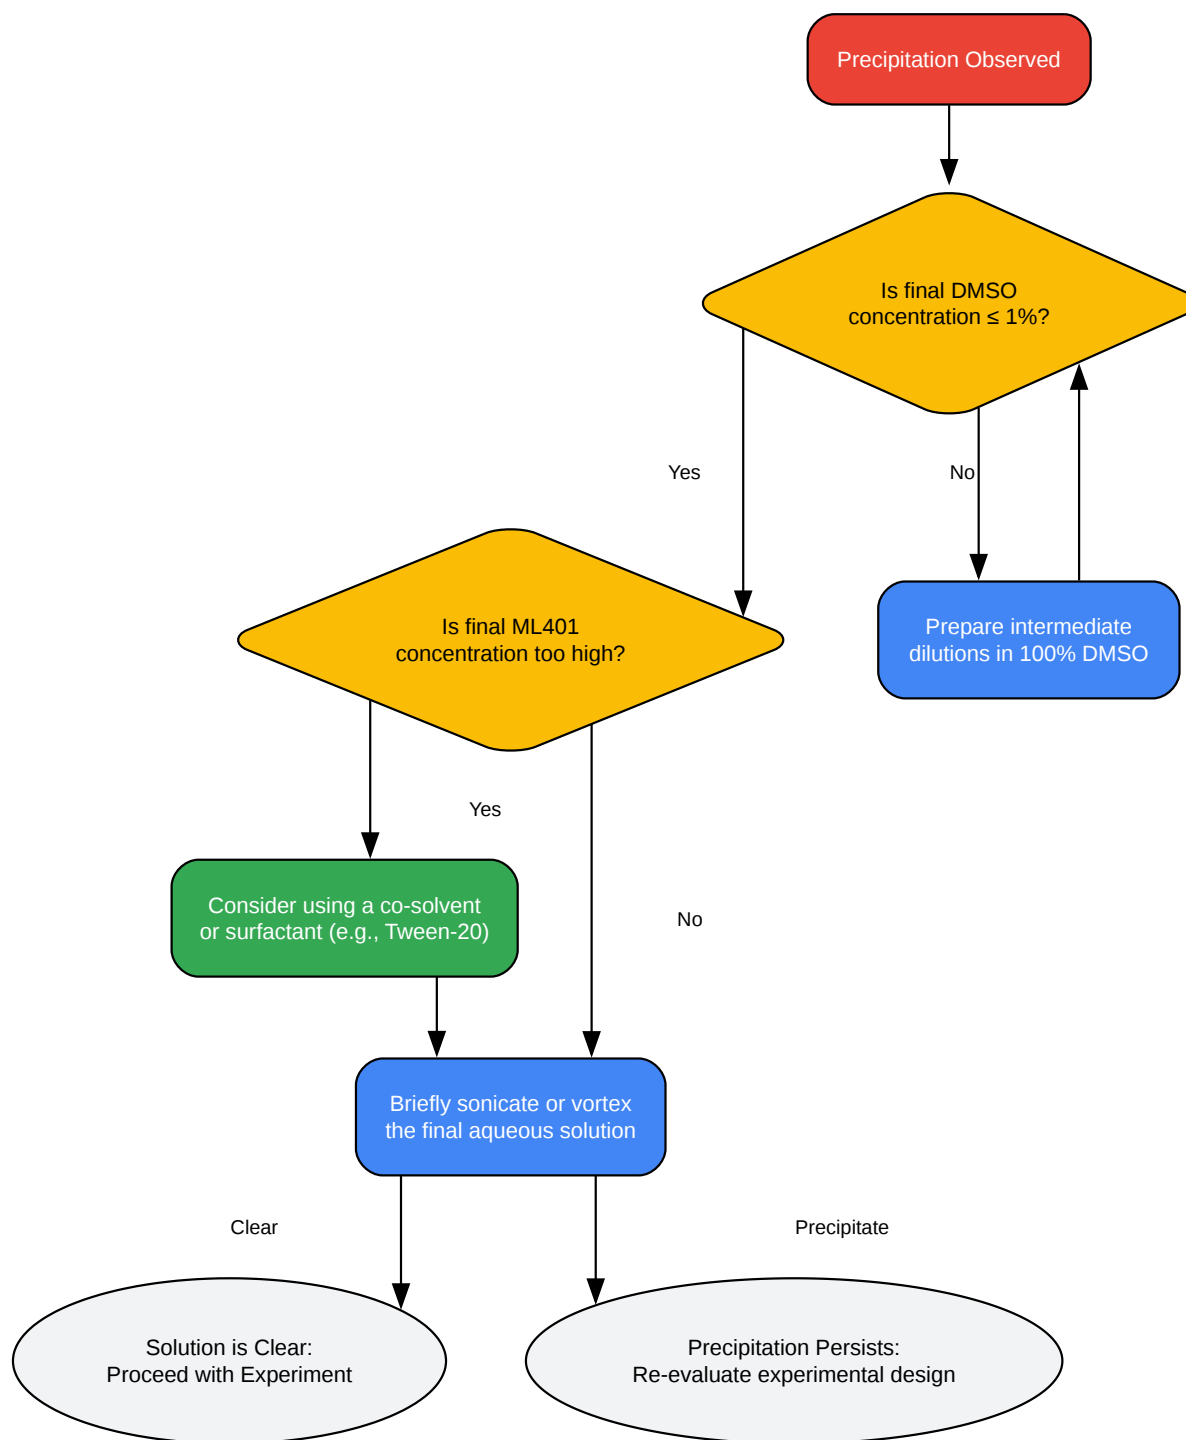 Precipitation Observed
Is final DMSO
concentration ≤ 1%?
Yes
No
Is final ML401
concentration too high?
Prepare intermediate
dilutions in 100% DMSO
Yes
Consider using a co-solvent
or surfactant (e.g., Tween-20)
No
Briefly sonicate or vortex
the final aqueous solution
Clear
Precipitate
Solution is Clear:
Proceed with Experiment
Precipitation Persists:
Re-evaluate experimental design